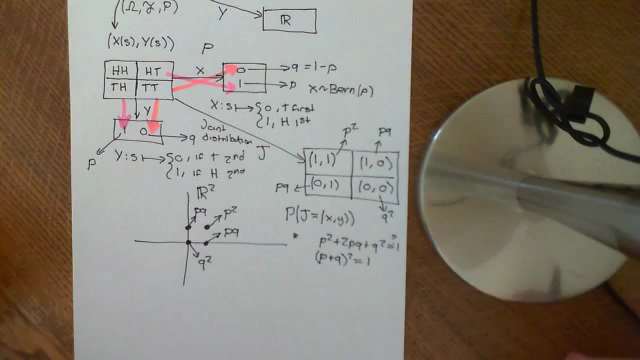 (Ω, 𝓕, P)
Y
ℝ
(X(s), Y(s))
P
HH HT
TH TT
X
0
1
q = 1-p
p X~Bern(p)
X: s↦ { 0, T first
1, H 1st
Y
1 0
Joint
distribution
q
p
J
Y: s↦ { 0, if T 2nd
1, if H 2nd
p² pq
(1,1) (1,0)
(0,1) (0,0)
pq
q²
P(J=(x,y))
p²+2pq+q²=1
?
(p+q)²=1
ℝ²
pq p²
pq
q²